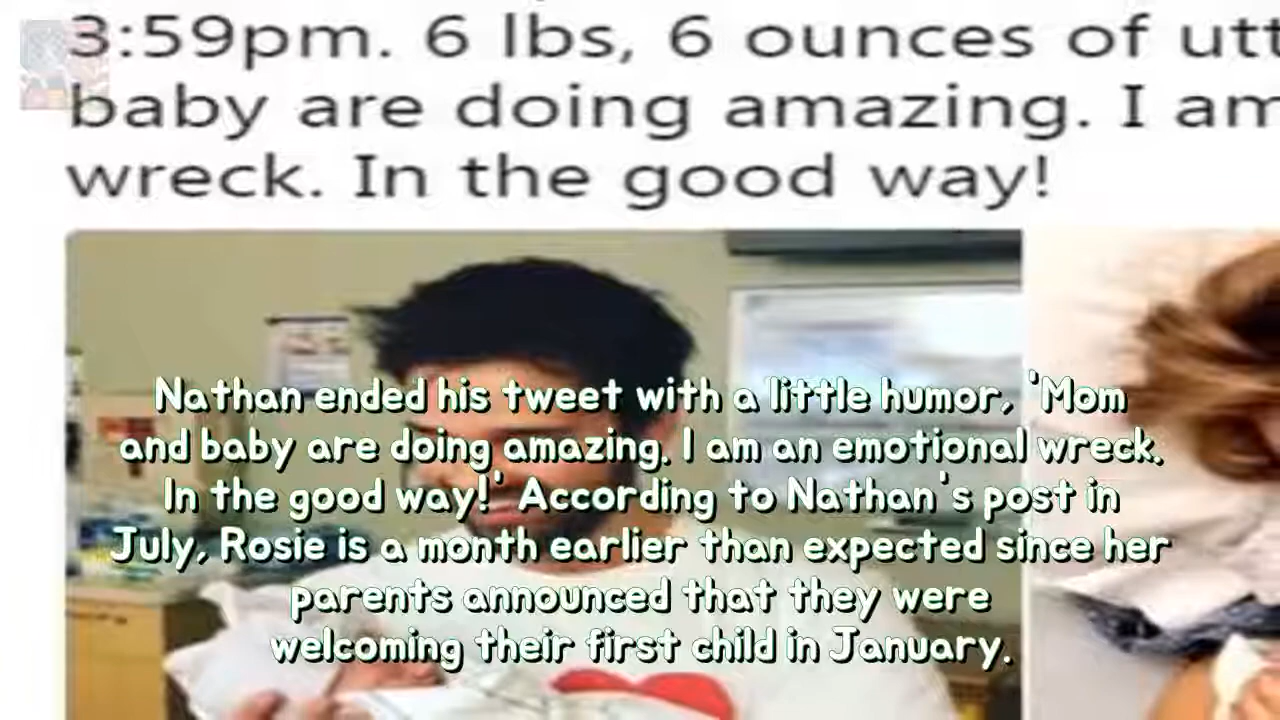 3:59pm. 6 lbs, 6 ounces of
baby are doing amazing. I am
wreck. In the good way!
Nathan ended his tweet with a little humor, 'Mom
and baby are doing amazing. I am an emotional wreck.
In the good way!' According to Nathan's post in
July, Rosie is a month earlier than expected since her
parents announced that they were
welcoming their first child in January.